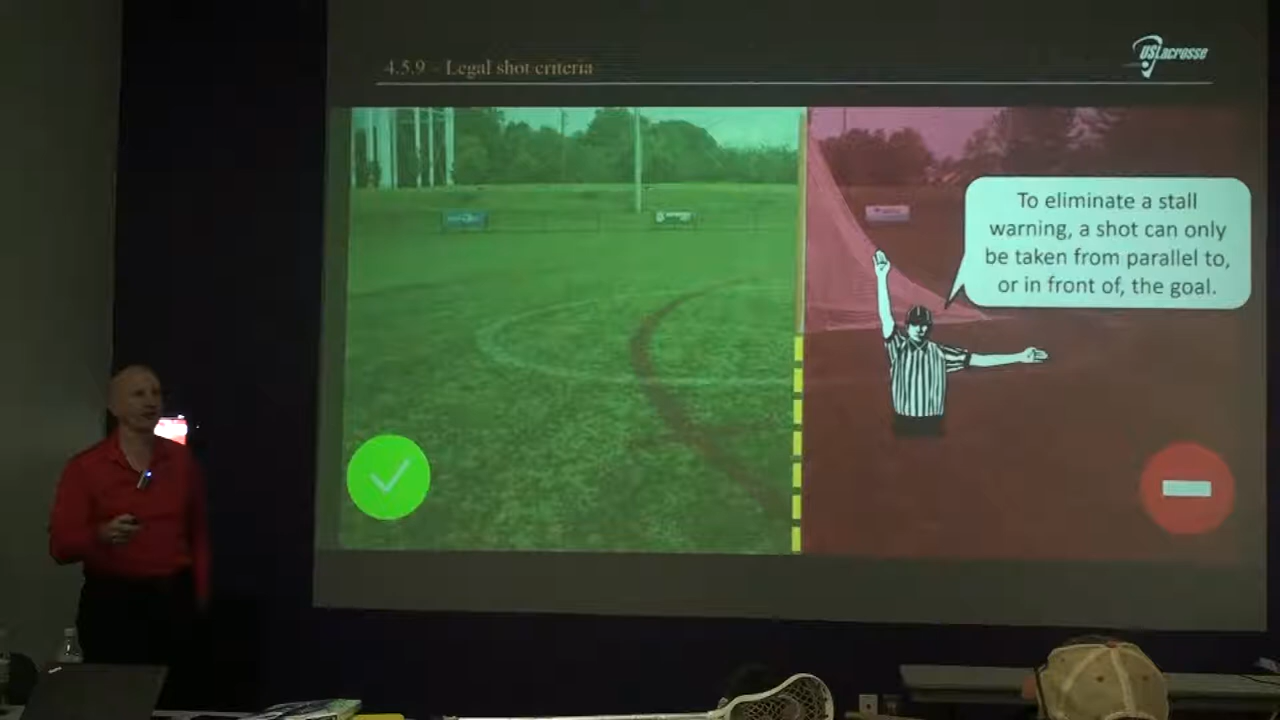 4.5.9 – Legal shot criteria
USLacrosse
To eliminate a stall
warning, a shot can only
be taken from parallel to,
or in front of, the goal.